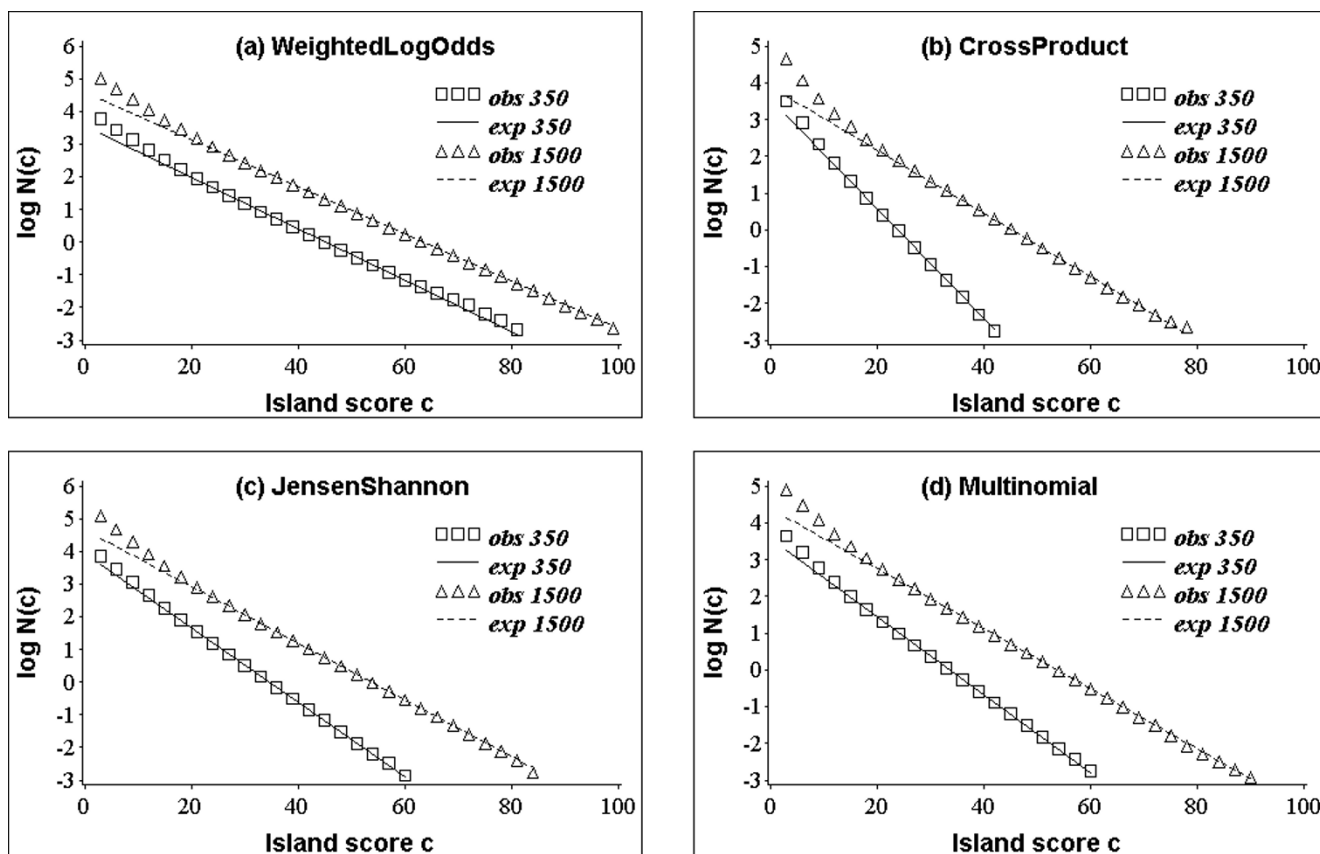 (a) WeightedLogOdds
6
5
4
3
2
1
0
-1
-2
-3
log N(c)
obs 350
exp 350
obs 1500
exp 1500
0 20 40 60 80 100
Island score c
(b) CrossProduct
5
4
3
2
1
0
-1
-2
-3
log N(c)
obs 350
exp 350
obs 1500
exp 1500
0 20 40 60 80 100
Island score c
(c) JensenShannon
6
5
4
3
2
1
0
-1
-2
-3
log N(c)
obs 350
exp 350
obs 1500
exp 1500
0 20 40 60 80 100
Island score c
(d) Multinomial
5
4
3
2
1
0
-1
-2
-3
log N(c)
obs 350
exp 350
obs 1500
exp 1500
0 20 40 60 80 100
Island score c